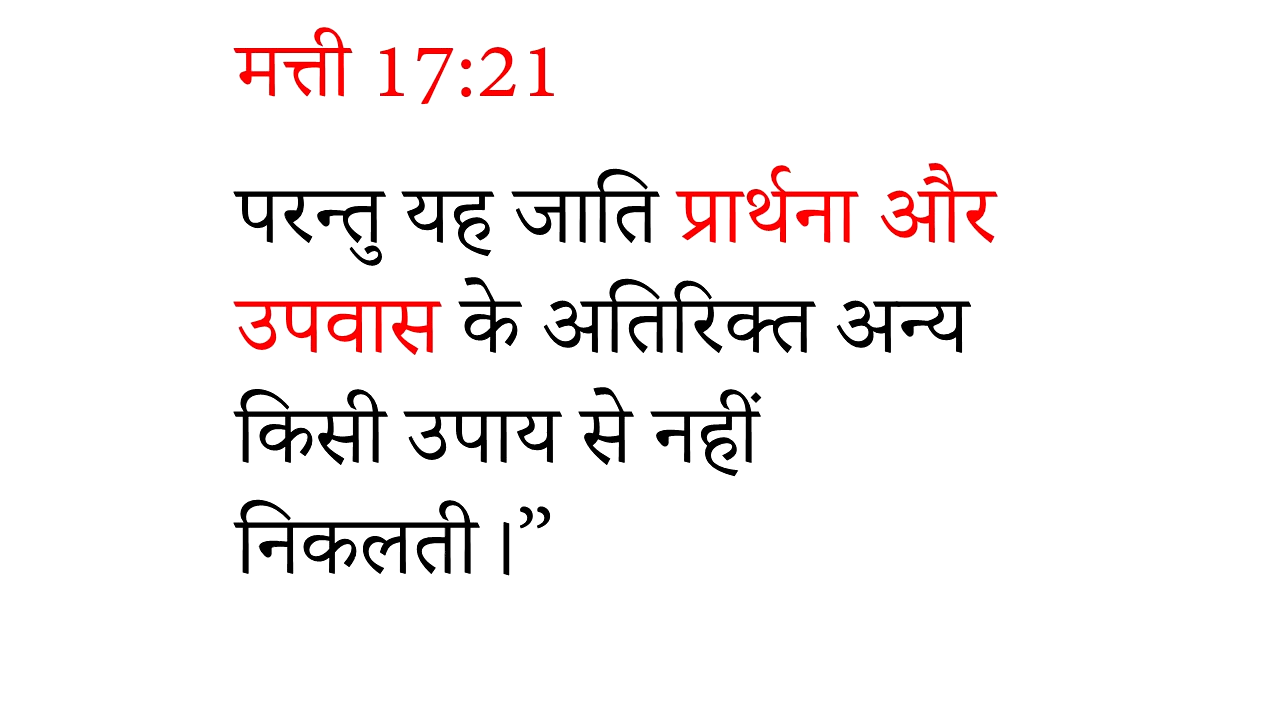 मत्ती 17:21
परन्तु यह जाति प्रार्थना और
उपवास के अतिरिक्त अन्य
किसी उपाय से नहीं
निकलती।”